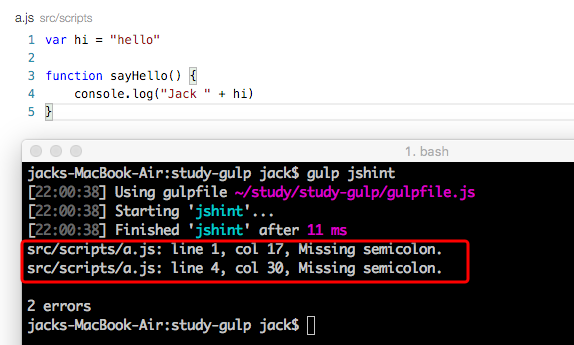 a.js src/scripts
1 var hi = "hello"
2
3 function sayHello() {
4     console.log("Jack " + hi)
5 }
1. bash
jacks-MacBook-Air:study-gulp jack$ gulp jshint
[22:00:38] Using gulpfile ~/study/study-gulp/gulpfile.js
[22:00:38] Starting 'jshint'...
[22:00:38] Finished 'jshint' after 11 ms
src/scripts/a.js: line 1, col 17, Missing semicolon.
src/scripts/a.js: line 4, col 30, Missing semicolon.
2 errors
jacks-MacBook-Air:study-gulp jack$